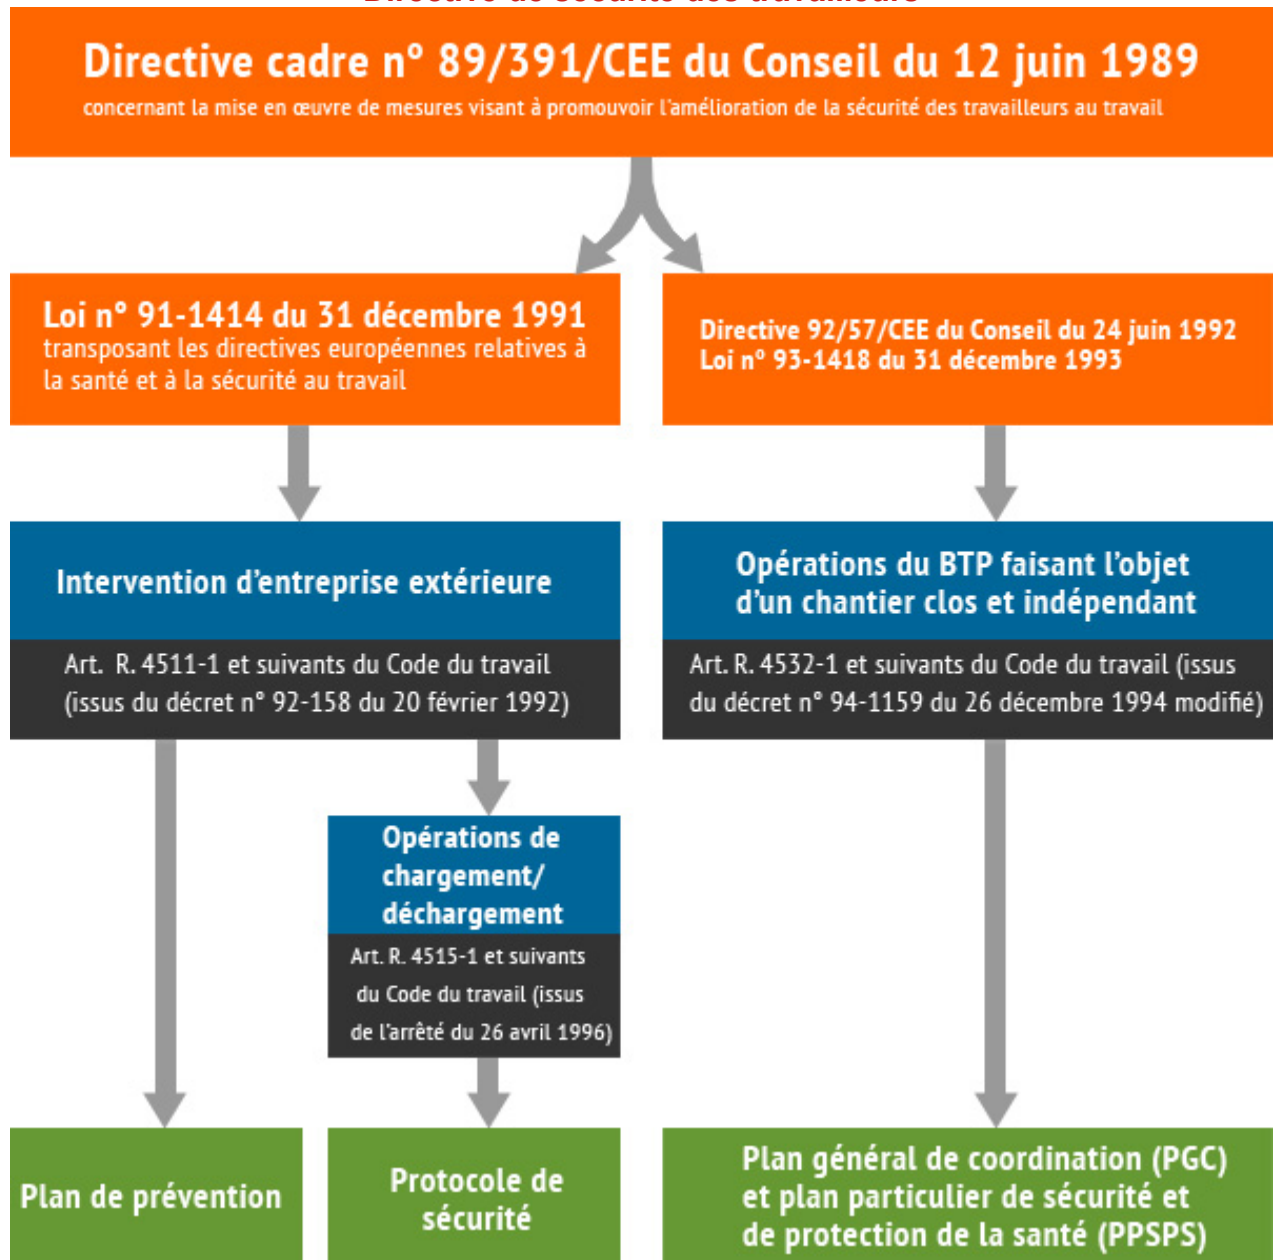 Directive de sécurité des travailleurs
Directive cadre n° 89/391/CEE du Conseil du 12 juin 1989
concernant la mise en œuvre de mesures visant à promouvoir l'amélioration de la sécurité des travailleurs au travail
Loi n° 91-1414 du 31 décembre 1991
transposant les directives européennes relatives à
la santé et à la sécurité au travail
Directive 92/57/CEE du Conseil du 24 juin 1992
Loi n° 93-1418 du 31 décembre 1993
Intervention d'entreprise extérieure
Art. R. 4511-1 et suivants du Code du travail
(issus du décret n° 92-158 du 20 février 1992)
Opérations du BTP faisant l'objet
d'un chantier clos et indépendant
Art. R. 4532-1 et suivants du Code du travail (issus
du décret n° 94-1159 du 26 décembre 1994 modifié)
Opérations de
chargement/
déchargement
Art. R. 4515-1 et suivants
du Code du travail (issus
de l'arrêté du 26 avril 1996)
Plan de prévention
Protocole de
sécurité
Plan général de coordination (PGC)
et plan particulier de sécurité et
de protection de la santé (PPSPS)